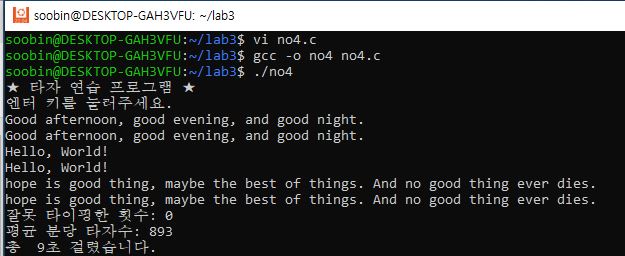 soobin@DESKTOP-GAH3VFU: ~/lab3
soobin@DESKTOP-GAH3VFU:~/lab3$ vi no4.c
soobin@DESKTOP-GAH3VFU:~/lab3$ gcc -o no4 no4.c
soobin@DESKTOP-GAH3VFU:~/lab3$ ./no4
★ 타자 연습 프로그램 ★
엔터 키를 눌러주세요.
Good afternoon, good evening, and good night.
Good afternoon, good evening, and good night.
Hello, World!
Hello, World!
hope is good thing, maybe the best of things. And no good thing ever dies.
hope is good thing, maybe the best of things. And no good thing ever dies.
잘못 타이핑한 횟수: 0
평균 분당 타자수: 893
총  9초 걸렸습니다.